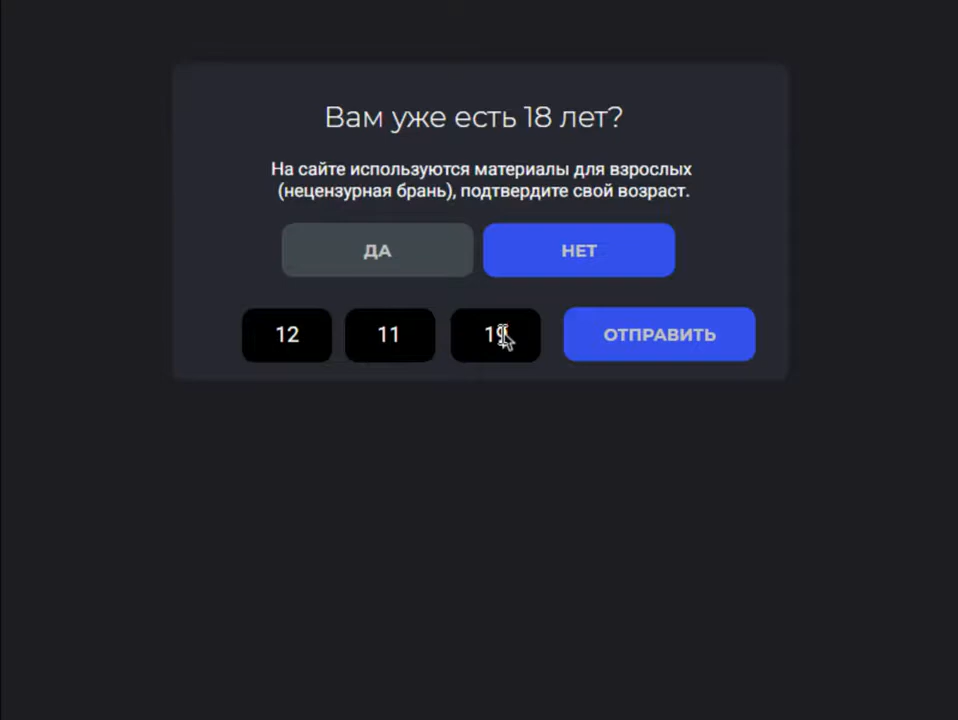 Вам уже есть 18 лет?
На сайте используются материалы для взрослых
(нецензурная брань), подтвердите свой возраст.
ДА НЕТ
12 11 ОТПРАВИТЬ